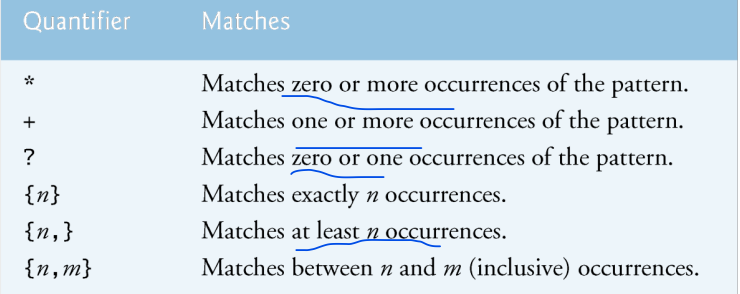 Quantifier Matches
* Matches zero or more occurrences of the pattern.
+ Matches one or more occurrences of the pattern.
? Matches zero or one occurrences of the pattern.
{n} Matches exactly n occurrences.
{n,} Matches at least n occurrences.
{n,m} Matches between n and m (inclusive) occurrences.